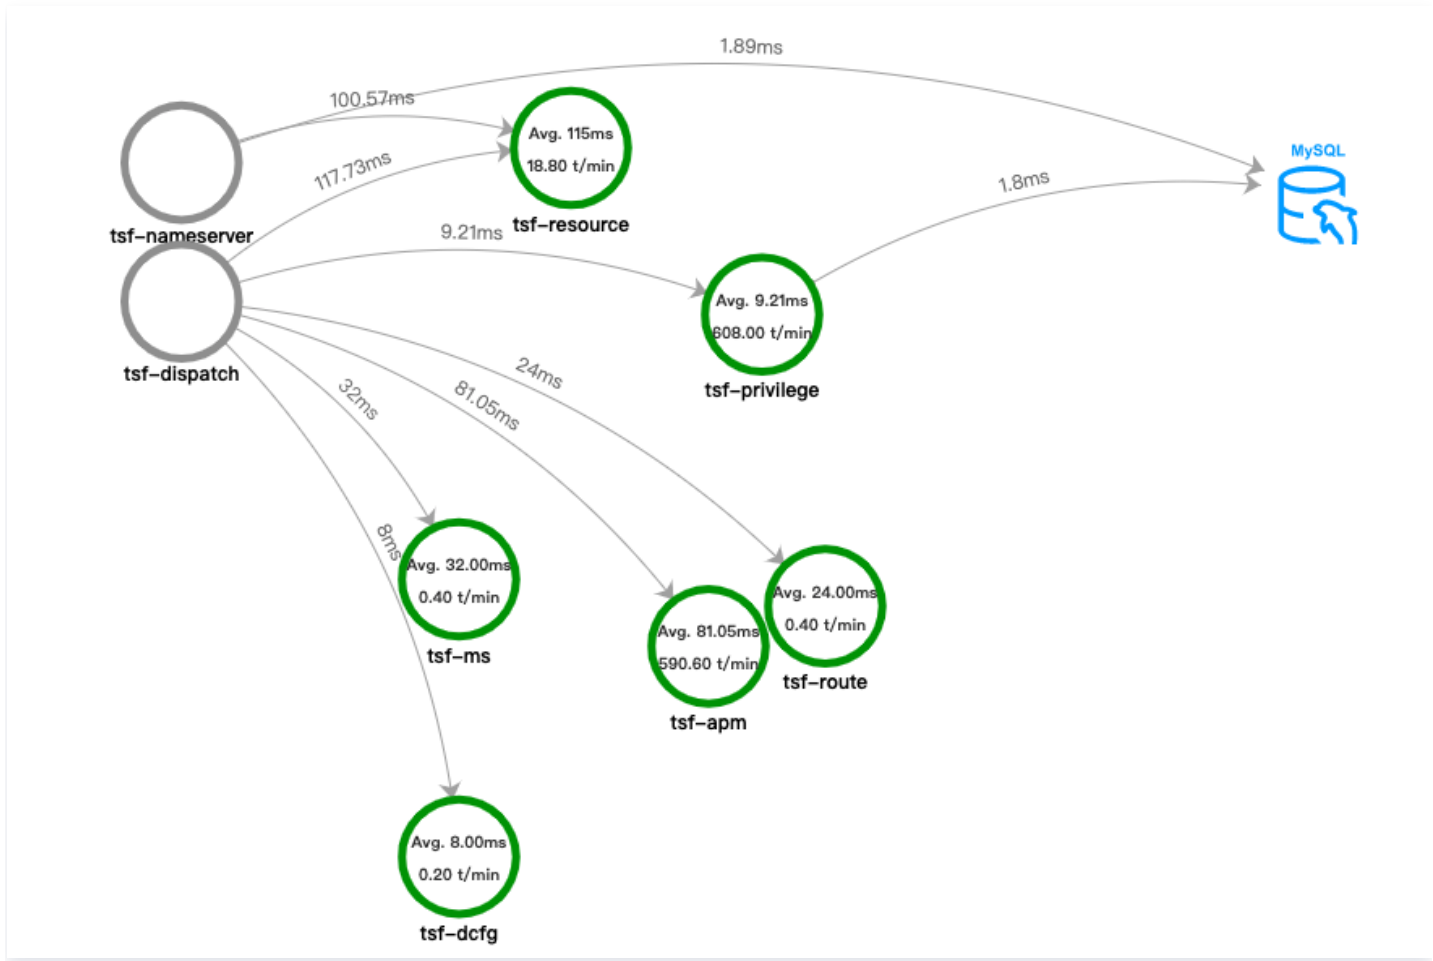 1.89ms
100.57ms
Avg. 115ms
18.80 t/min
tsf-resource
117.73ms
tsf-nameserver
MySQL
1.8ms
9.21ms
Avg. 9.21ms
608.00 t/min
tsf-privilege
tsf-dispatch
24ms
32ms
81.05ms
8ms
Avg. 32.00ms
0.40 t/min
tsf-ms
Avg. 24.00ms
0.40 t/min
tsf-route
Avg. 81.05ms
590.60 t/min
tsf-apm
Avg. 8.00ms
0.20 t/min
tsf-dcfg